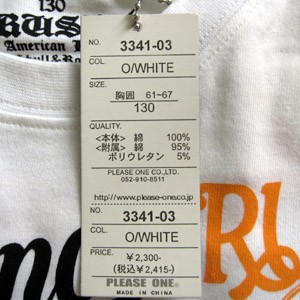 130
RUS
American
NO. 3341-03
COL. O/WHITE
SIZE.
胸囲 61~67
130
QUALITY.
<本体> 綿 100%
<附属> 綿 95%
ポリウレタン 5%
PLEASE ONE CO.,LTD.
052-910-8511
http://www.please-one.co.jp
NO. 3341-03
COL. O/WHITE
PRICE.
¥2,300-
(税込¥2,415-)
PLEASE ONE.
MADE IN CHINA